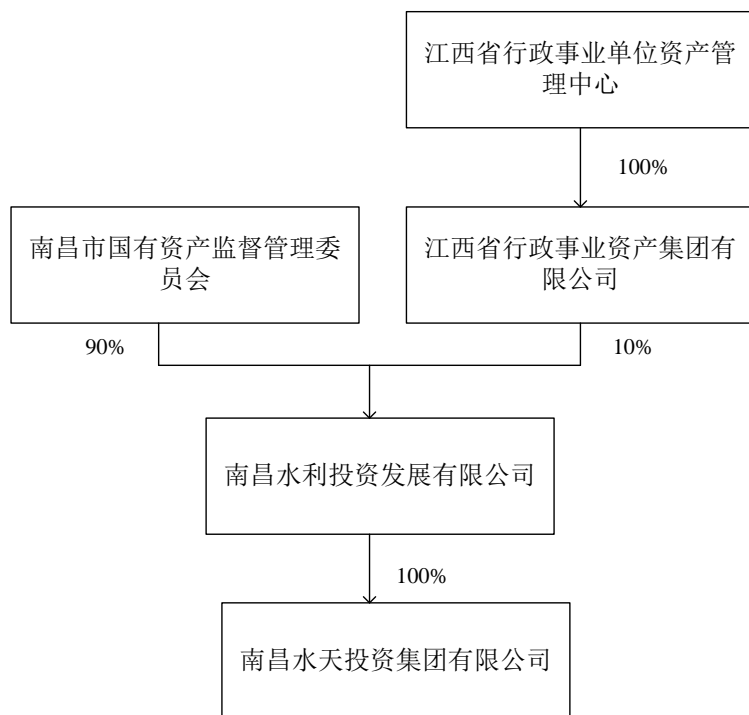 江西省行政事业单位资产管
理中心
100%
南昌市国有资产监督管理委
员会
江西省行政事业资产集团有
限公司
90%
10%
南昌水利投资发展有限公司
100%
南昌水天投资集团有限公司